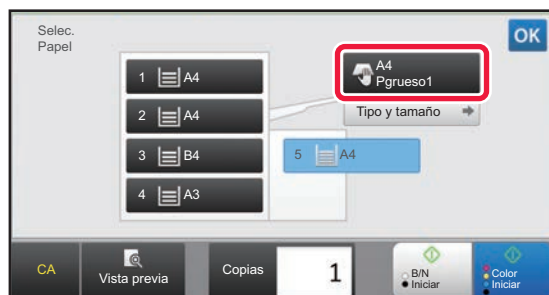 Selec.
Papel
OK
1 A4
2 A4
3 B4
4 A3
A4
Pgrueso1
Tipo y tamaño
5 A4
CA
Vista previa
Copias
1
B/N
Iniciar
Color
Iniciar